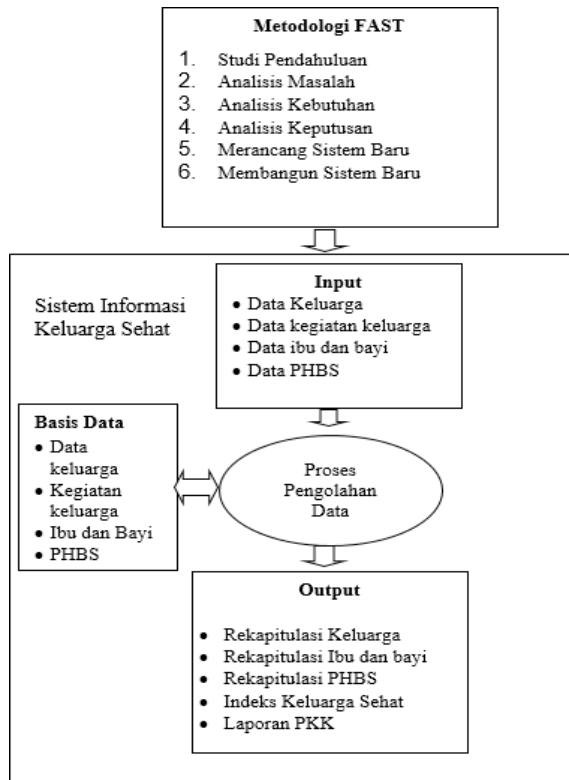 Metodologi FAST
1. Studi Pendahuluan
2. Analisis Masalah
3. Analisis Kebutuhan
4. Analisis Keputusan
5. Merancang Sistem Baru
6. Membangun Sistem Baru
Sistem Informasi
Keluarga Sehat
Input
• Data Keluarga
• Data kegiatan keluarga
• Data ibu dan bayi
• Data PHBS
Basis Data
• Data
keluarga
• Kegiatan
keluarga
• Ibu dan Bayi
• PHBS
Proses
Pengolahan
Data
Output
• Rekapitulasi Keluarga
• Rekapitulasi Ibu dan bayi
• Rekapitulasi PHBS
• Indeks Keluarga Sehat
• Laporan PKK